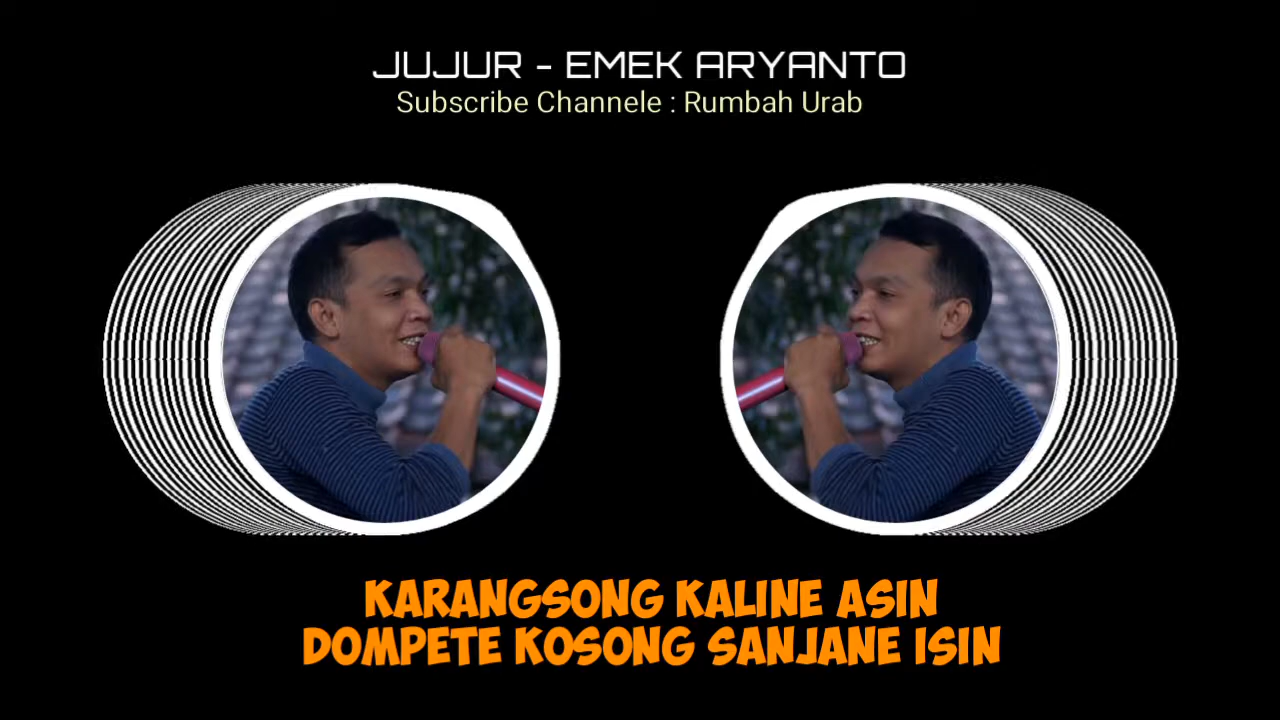 JUJUR - EMEK ARYANTO
Subscribe Channele : Rumbah Urab
KARANGSONG KALINE ASIN
DOMPETE KOSONG SANJANE ISIN